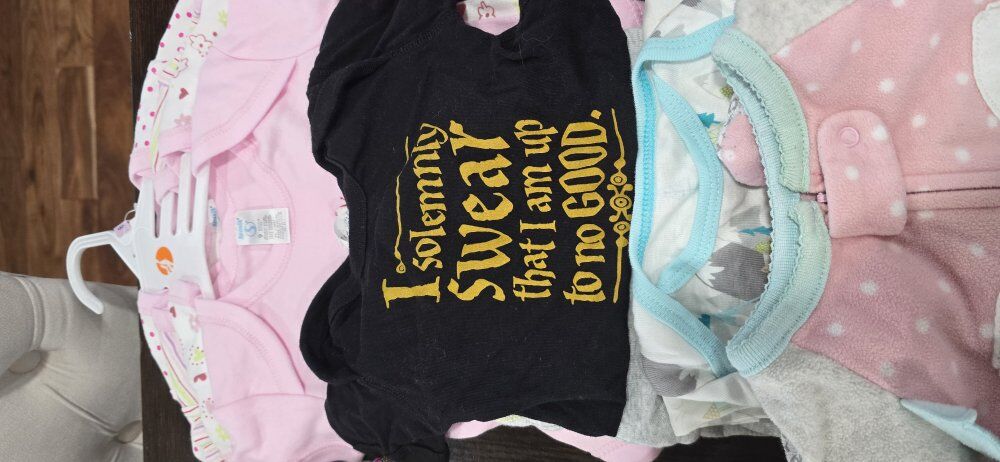 I solemnly
swear
that I am up
to no GOOD.